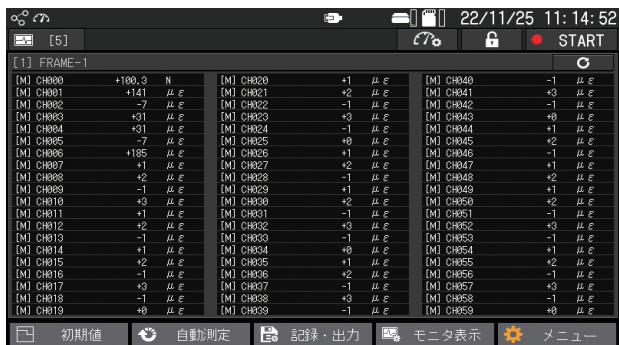 22/11/25 11:14:52
[5] START
[1] FRAME-1
[M] CH000 +100.3 N [M] CH020 +1 με [M] CH040 -1 με
[M] CH001 +141 με [M] CH021 +2 με [M] CH041 +3 με
[M] CH002 -7 με [M] CH022 -1 με [M] CH042 -1 με
[M] CH003 +31 με [M] CH023 +3 με [M] CH043 +0 με
[M] CH004 +31 με [M] CH024 -1 με [M] CH044 +1 με
[M] CH005 -7 με [M] CH025 +0 με [M] CH045 +2 με
[M] CH006 +185 με [M] CH026 +1 με [M] CH046 -1 με
[M] CH007 +1 με [M] CH027 +2 με [M] CH047 +1 με
[M] CH008 +2 με [M] CH028 -1 με [M] CH048 +2 με
[M] CH009 -1 με [M] CH029 +1 με [M] CH049 +1 με
[M] CH010 +3 με [M] CH030 +2 με [M] CH050 +2 με
[M] CH011 +1 με [M] CH031 -1 με [M] CH051 -1 με
[M] CH012 +2 με [M] CH032 +3 με [M] CH052 +3 με
[M] CH013 -1 με [M] CH033 -1 με [M] CH053 -1 με
[M] CH014 +1 με [M] CH034 +0 με [M] CH054 +1 με
[M] CH015 +2 με [M] CH035 +1 με [M] CH055 +2 με
[M] CH016 -1 με [M] CH036 +2 με [M] CH056 -1 με
[M] CH017 +3 με [M] CH037 -1 με [M] CH057 +3 με
[M] CH018 -1 με [M] CH038 +3 με [M] CH058 -1 με
[M] CH019 +0 με [M] CH039 -1 με [M] CH059 +0 με
初期値 自動測定 記録・出力 モニタ表示 メニュー